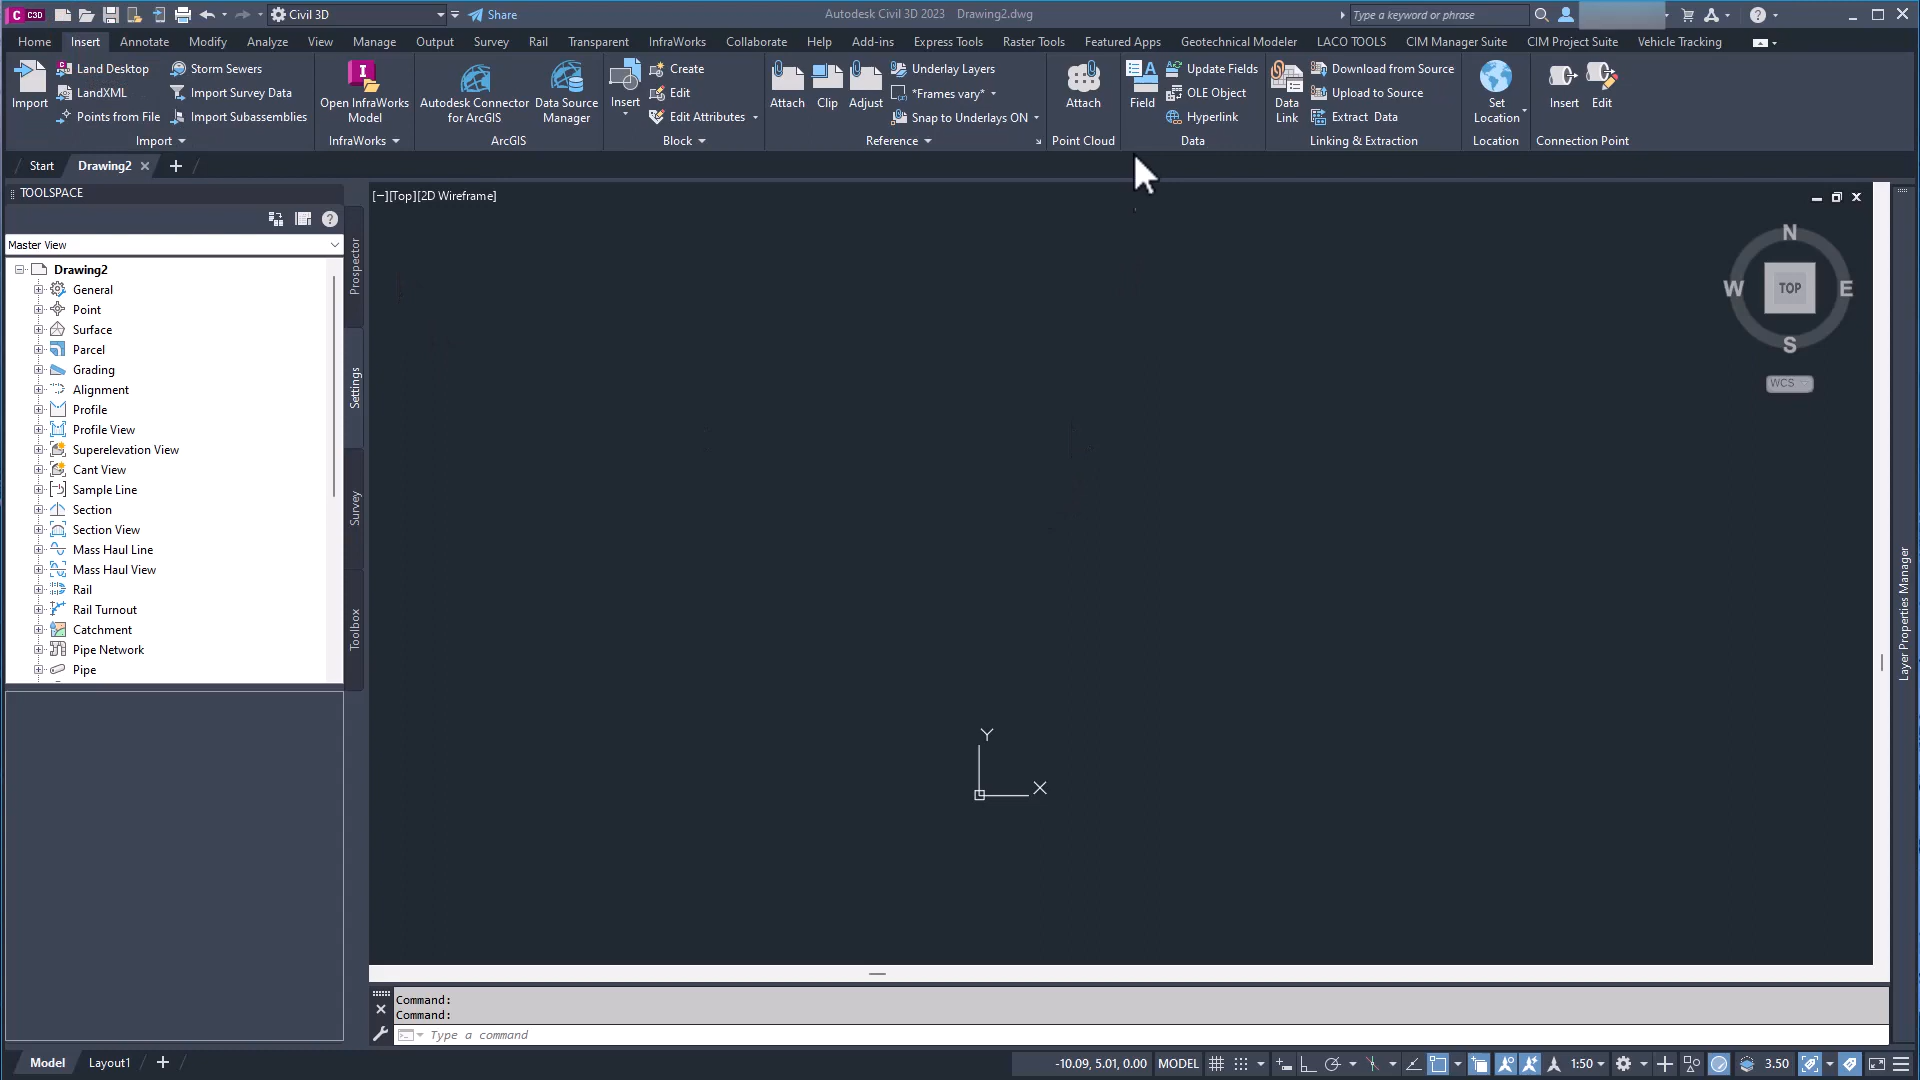 C C3D Civil 3D Share Autodesk Civil 3D 2023 Drawing2.dwg Type a keyword or phrase
Home Insert Annotate Modify Analyze View Manage Output Survey Rail Transparent InfraWorks Collaborate Help Add-ins Express Tools Raster Tools Featured Apps Geotechnical Modeler LACO TOOLS CIM Manager Suite CIM Project Suite Vehicle Tracking
Land Desktop Storm Sewers Create Underlay Layers Update Fields Download from Source
LandXML Import Survey Data Edit *Frames vary* OLE Object Upload to Source
Import Open InfraWorks Autodesk Connector Data Source Insert Attach Clip Adjust Attach Field Data Set Insert Edit
Points from File Import Subassemblies Model for ArcGIS Manager Edit Attributes Snap to Underlays ON Hyperlink Link Extract Data Location
Import InfraWorks ArcGIS Block Reference Point Cloud Data Linking & Extraction Location Connection Point
Start Drawing2
TOOLSPACE
[−][Top][2D Wireframe]
Master View
Drawing2
General
Point
Surface
Parcel
Grading
Alignment
Profile
Profile View
Superelevation View
Cant View
Sample Line
Section
Section View
Mass Haul Line
Mass Haul View
Rail
Rail Turnout
Catchment
Pipe Network
Pipe
Prospector
Settings
Survey
Toolbox
N
W TOP E
S
WCS
Layer Properties Manager
Y
X
Command:
Command:
Type a command
Model Layout1 -10.09, 5.01, 0.00 MODEL 1:50 3.50